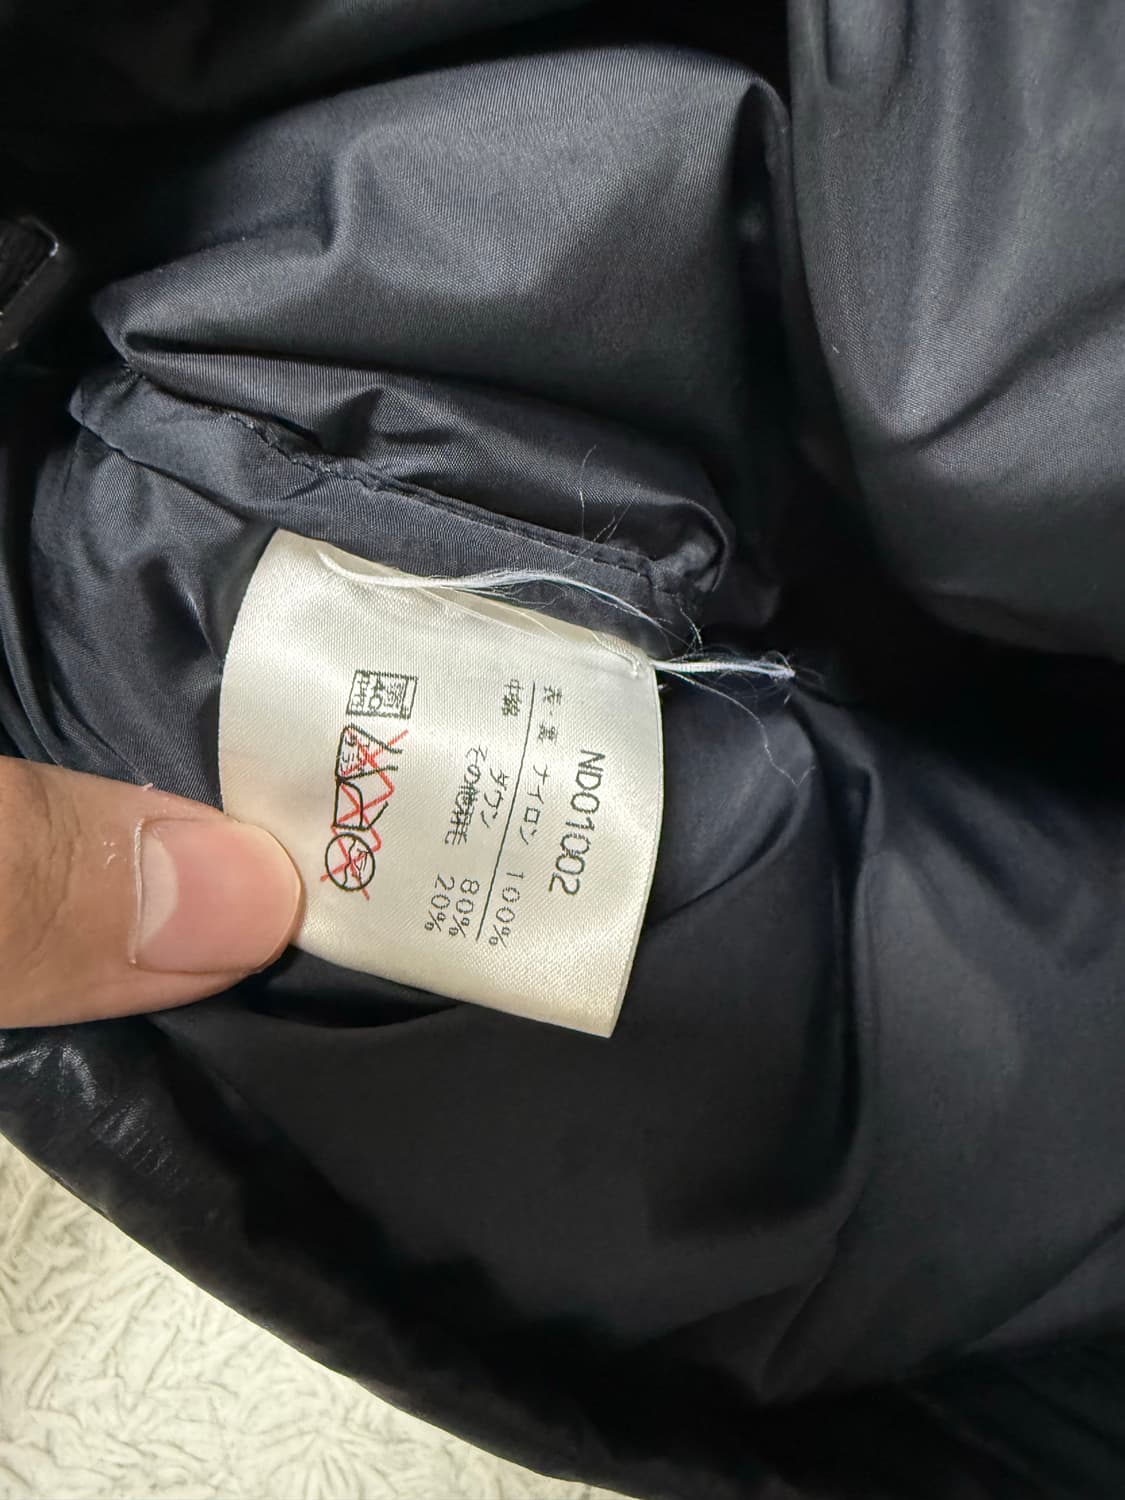 ND01002
表・裏 ナイロン 100%
中綿 ダウン 80%
その他羽毛 20%
40